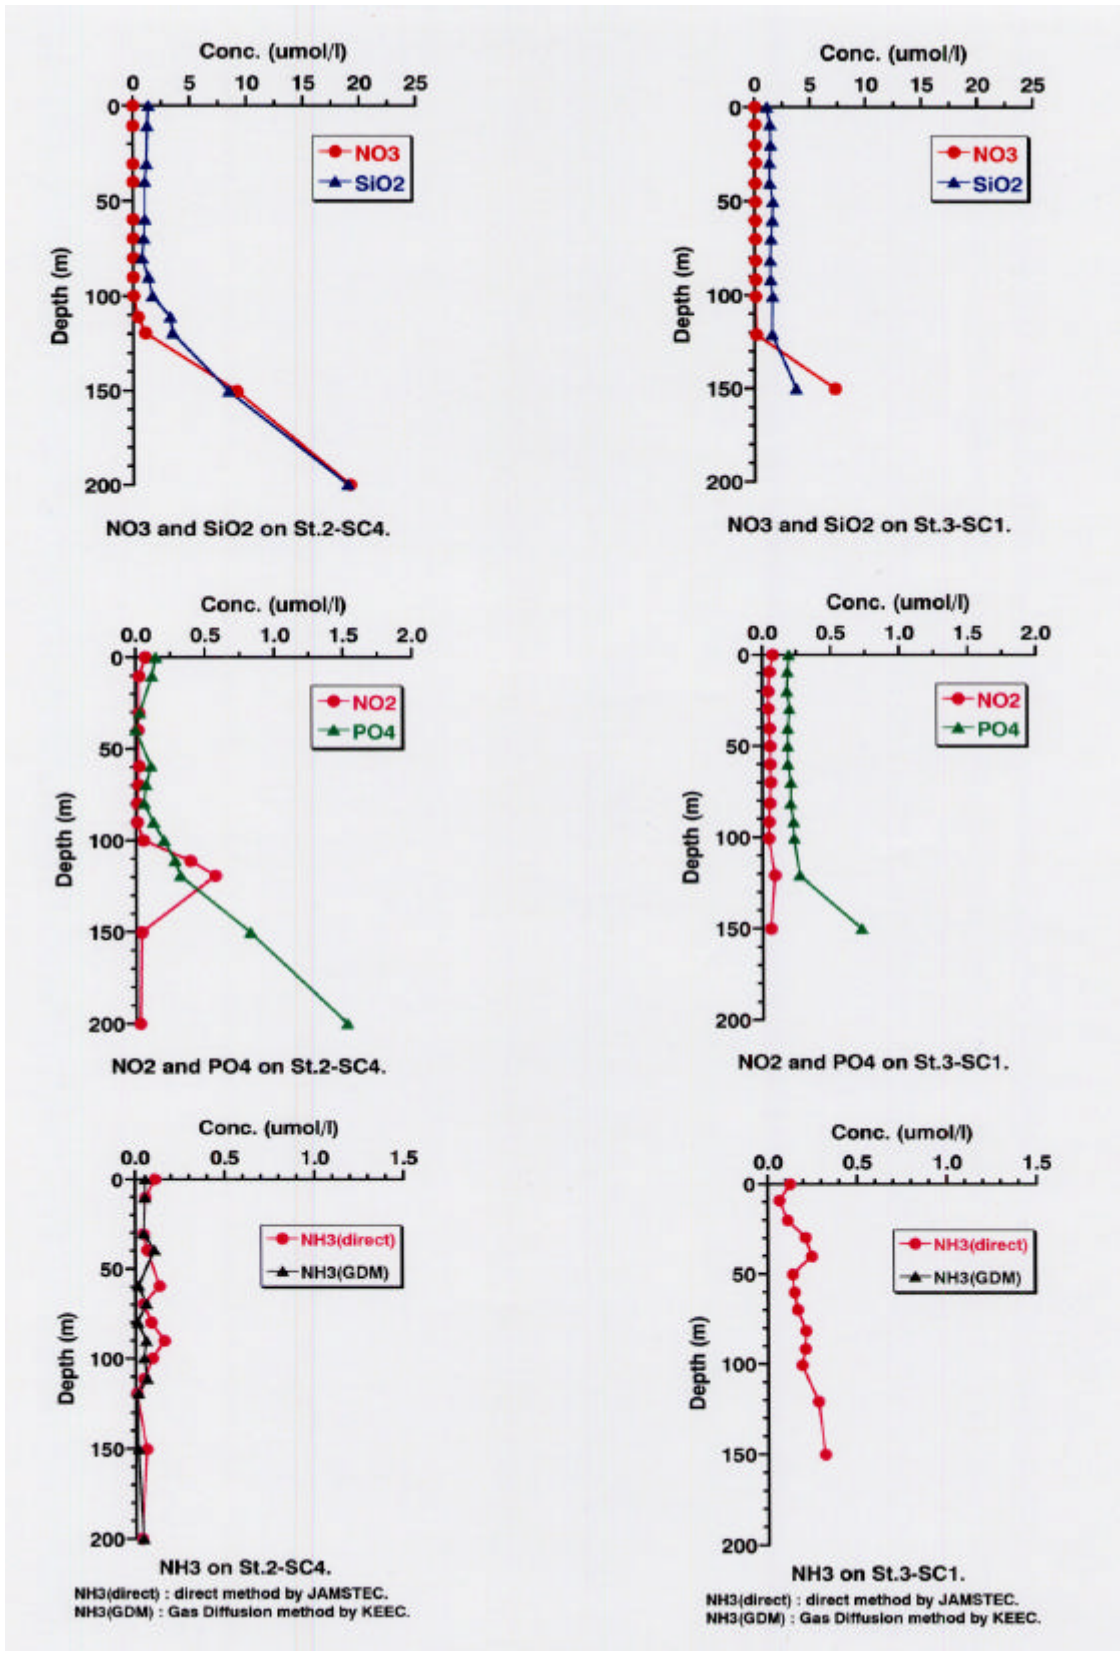 Conc. (umol/l)
0 5 10 15 20 25
0
50
100
150
200
Depth (m)
NO3
SiO2
NO3 and SiO2 on St.2-SC4.
Conc. (umol/l)
0 5 10 15 20 25
0
50
100
150
200
Depth (m)
NO3
SiO2
NO3 and SiO2 on St.3-SC1.
Conc. (umol/l)
0.0 0.5 1.0 1.5 2.0
0
50
100
150
200
Depth (m)
NO2
PO4
NO2 and PO4 on St.2-SC4.
Conc. (umol/l)
0.0 0.5 1.0 1.5 2.0
0
50
100
150
200
Depth (m)
NO2
PO4
NO2 and PO4 on St.3-SC1.
Conc. (umol/l)
0.0 0.5 1.0 1.5
0
50
100
150
200
Depth (m)
NH3(direct)
NH3(GDM)
NH3 on St.2-SC4.
NH3(direct) : direct method by JAMSTEC.
NH3(GDM) : Gas Diffusion method by KEEC.
Conc. (umol/l)
0.0 0.5 1.0 1.5
0
50
100
150
200
Depth (m)
NH3(direct)
NH3(GDM)
NH3 on St.3-SC1.
NH3(direct) : direct method by JAMSTEC.
NH3(GDM) : Gas Diffusion method by KEEC.